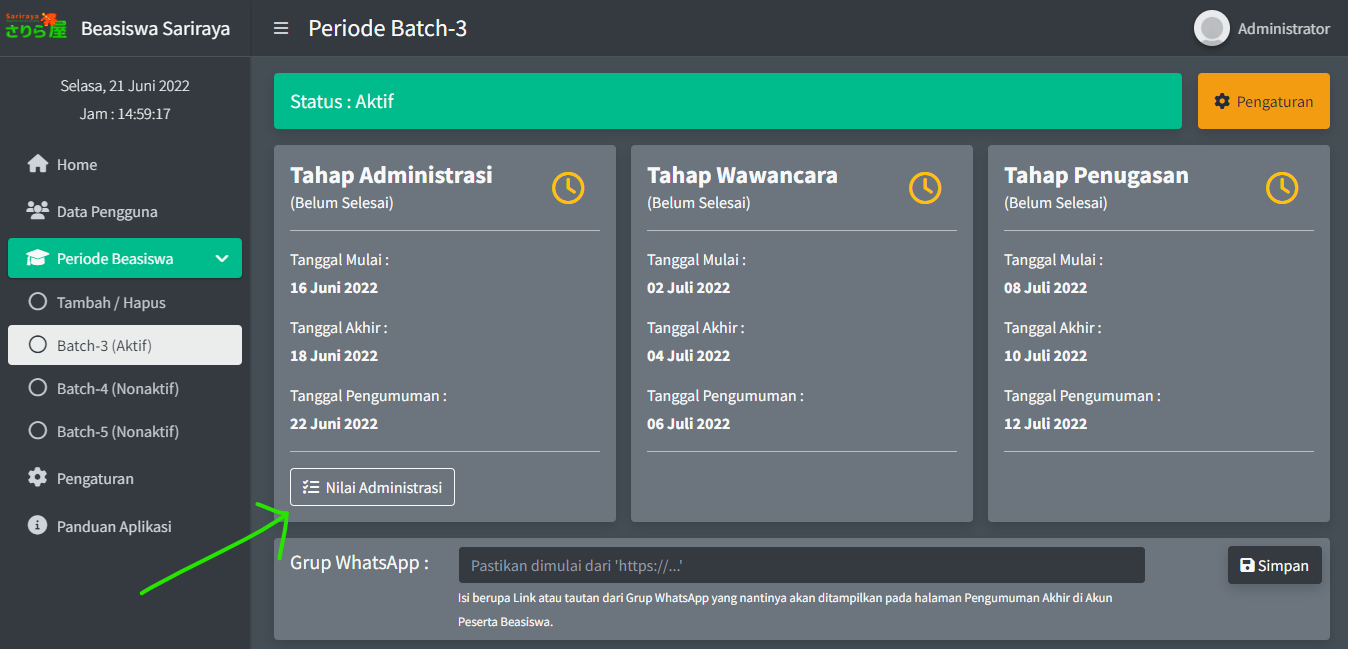 Sariraya
さりら屋
Beasiswa Sariraya
Periode Batch-3
Administrator
Selasa, 21 Juni 2022
Jam : 14:59:17
Home
Data Pengguna
Periode Beasiswa
Tambah / Hapus
Batch-3 (Aktif)
Batch-4 (Nonaktif)
Batch-5 (Nonaktif)
Pengaturan
Panduan Aplikasi
Status : Aktif
Pengaturan
Tahap Administrasi
(Belum Selesai)
Tanggal Mulai :
16 Juni 2022
Tanggal Akhir :
18 Juni 2022
Tanggal Pengumuman :
22 Juni 2022
Nilai Administrasi
Tahap Wawancara
(Belum Selesai)
Tanggal Mulai :
02 Juli 2022
Tanggal Akhir :
04 Juli 2022
Tanggal Pengumuman :
06 Juli 2022
Tahap Penugasan
(Belum Selesai)
Tanggal Mulai :
08 Juli 2022
Tanggal Akhir :
10 Juli 2022
Tanggal Pengumuman :
12 Juli 2022
Grup WhatsApp :
Pastikan dimulai dari 'https://...'
Simpan
Isi berupa Link atau tautan dari Grup WhatsApp yang nantinya akan ditampilkan pada halaman Pengumuman Akhir di Akun
Peserta Beasiswa.